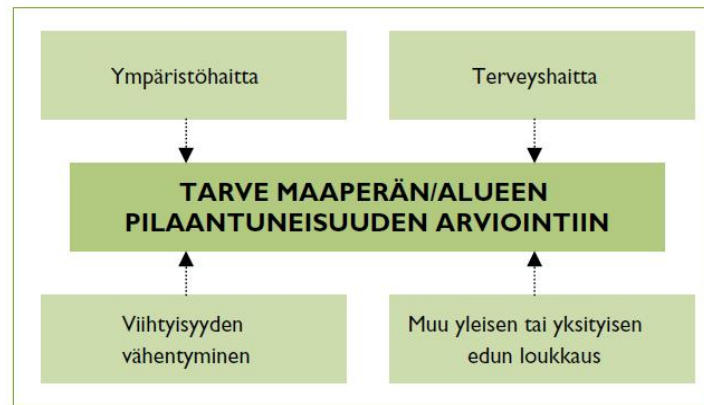 Ympäristöhaitta
Terveyshaitta
TARVE MAAPERÄN/ALUEEN
PILAANTUNEISUUDEN ARVIOINTIIN
Viihtyisyyden
vähentyminen
Muu yleisen tai yksityisen
edun loukkaus